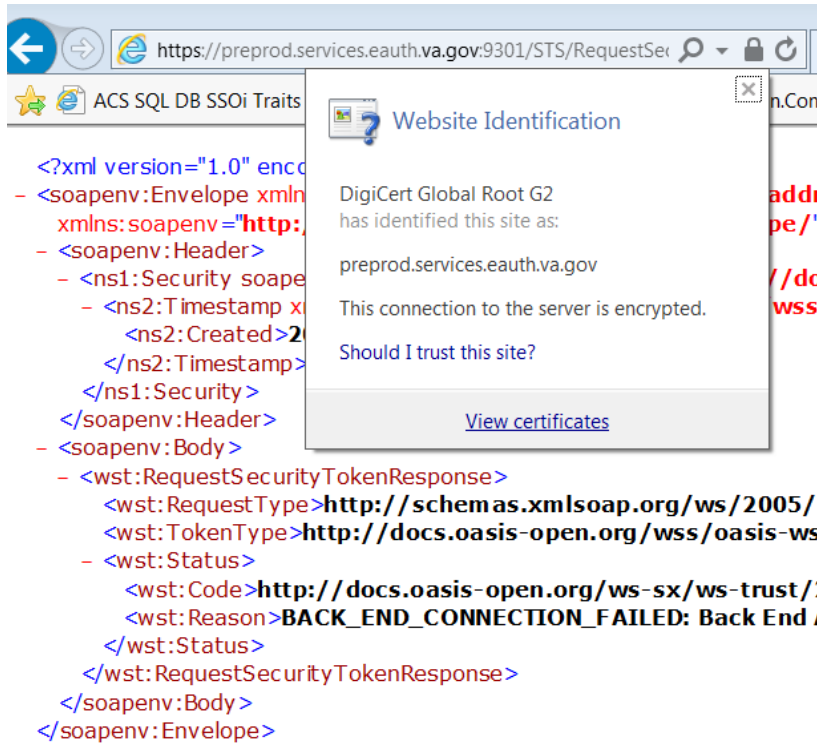 https://preprod.services.eauth.va.gov:9301/STS/RequestSec
ACS SQL DB SSOi Traits
n.Con
Website Identification
DigiCert Global Root G2
has identified this site as:
preprod.services.eauth.va.gov
This connection to the server is encrypted.
Should I trust this site?
View certificates
<?xml version="1.0" enco
- <soapenv:Envelope xmln addr
xmlns:soapenv="http:/ pe/"
- <soapenv:Header>
- <ns1:Security soape //do
- <ns2:Timestamp x wss
<ns2:Created>20
</ns2:Timestamp>
</ns1:Security>
</soapenv:Header>
- <soapenv:Body>
- <wst:RequestSecurityTokenResponse>
<wst:RequestType>http://schemas.xmlsoap.org/ws/2005/
<wst:TokenType>http://docs.oasis-open.org/wss/oasis-ws
- <wst:Status>
<wst:Code>http://docs.oasis-open.org/ws-sx/ws-trust/
<wst:Reason>BACK_END_CONNECTION_FAILED: Back End
</wst:Status>
</wst:RequestSecurityTokenResponse>
</soapenv:Body>
</soapenv:Envelope>